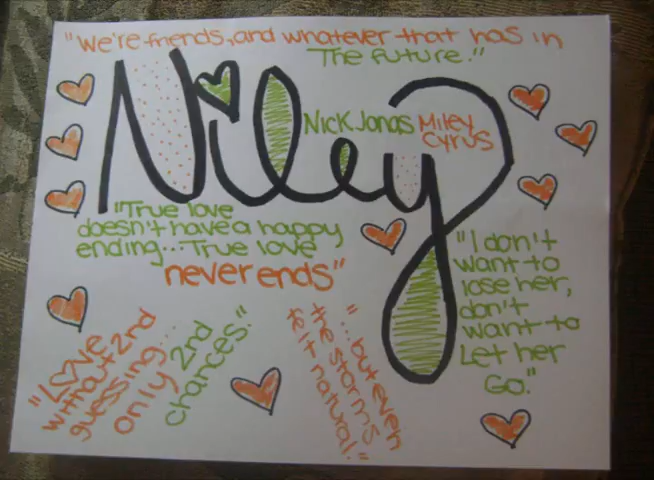 "We're friends, and whatever that has in
The future."
Niley
Nick Jonas Miley
Cyrus
"True love
doesn't have a happy
ending...True love
never ends"
"I don't
want to
lose her,
don't
want to
Let her
Go."
"Love
without 2nd
guessing...
only 2nd
chances."
"...but even
the storms
felt natural."